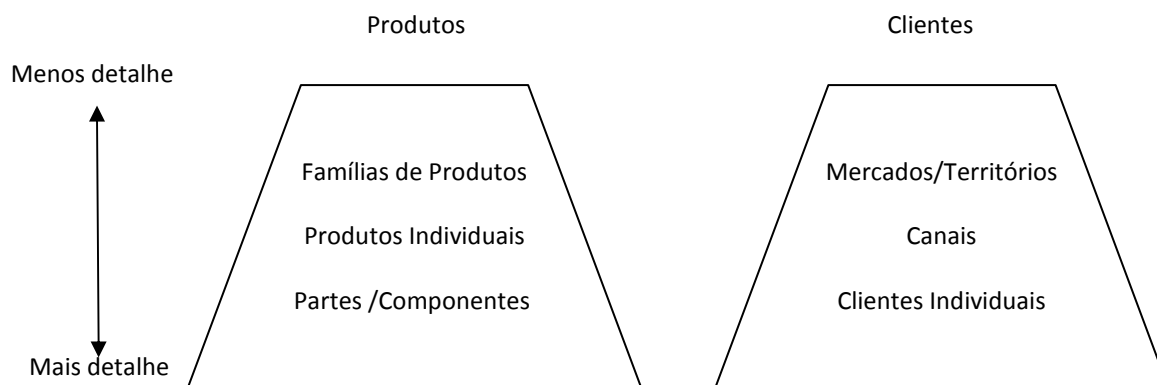 Produtos
Clientes
Menos detalhe
Famílias de Produtos
Mercados/Territórios
Produtos Individuais
Canais
Partes /Componentes
Clientes Individuais
Mais detalhe